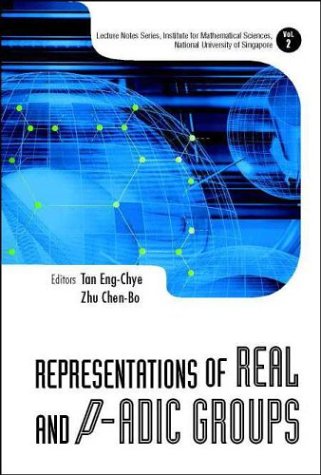 Lecture Notes Series, Institute for Mathematical Sciences,
National University of Singapore
Vol.
2
Editors Tan Eng-Chye
Zhu Chen-Bo
REPRESENTATIONS OF REAL
AND p-ADIC GROUPS